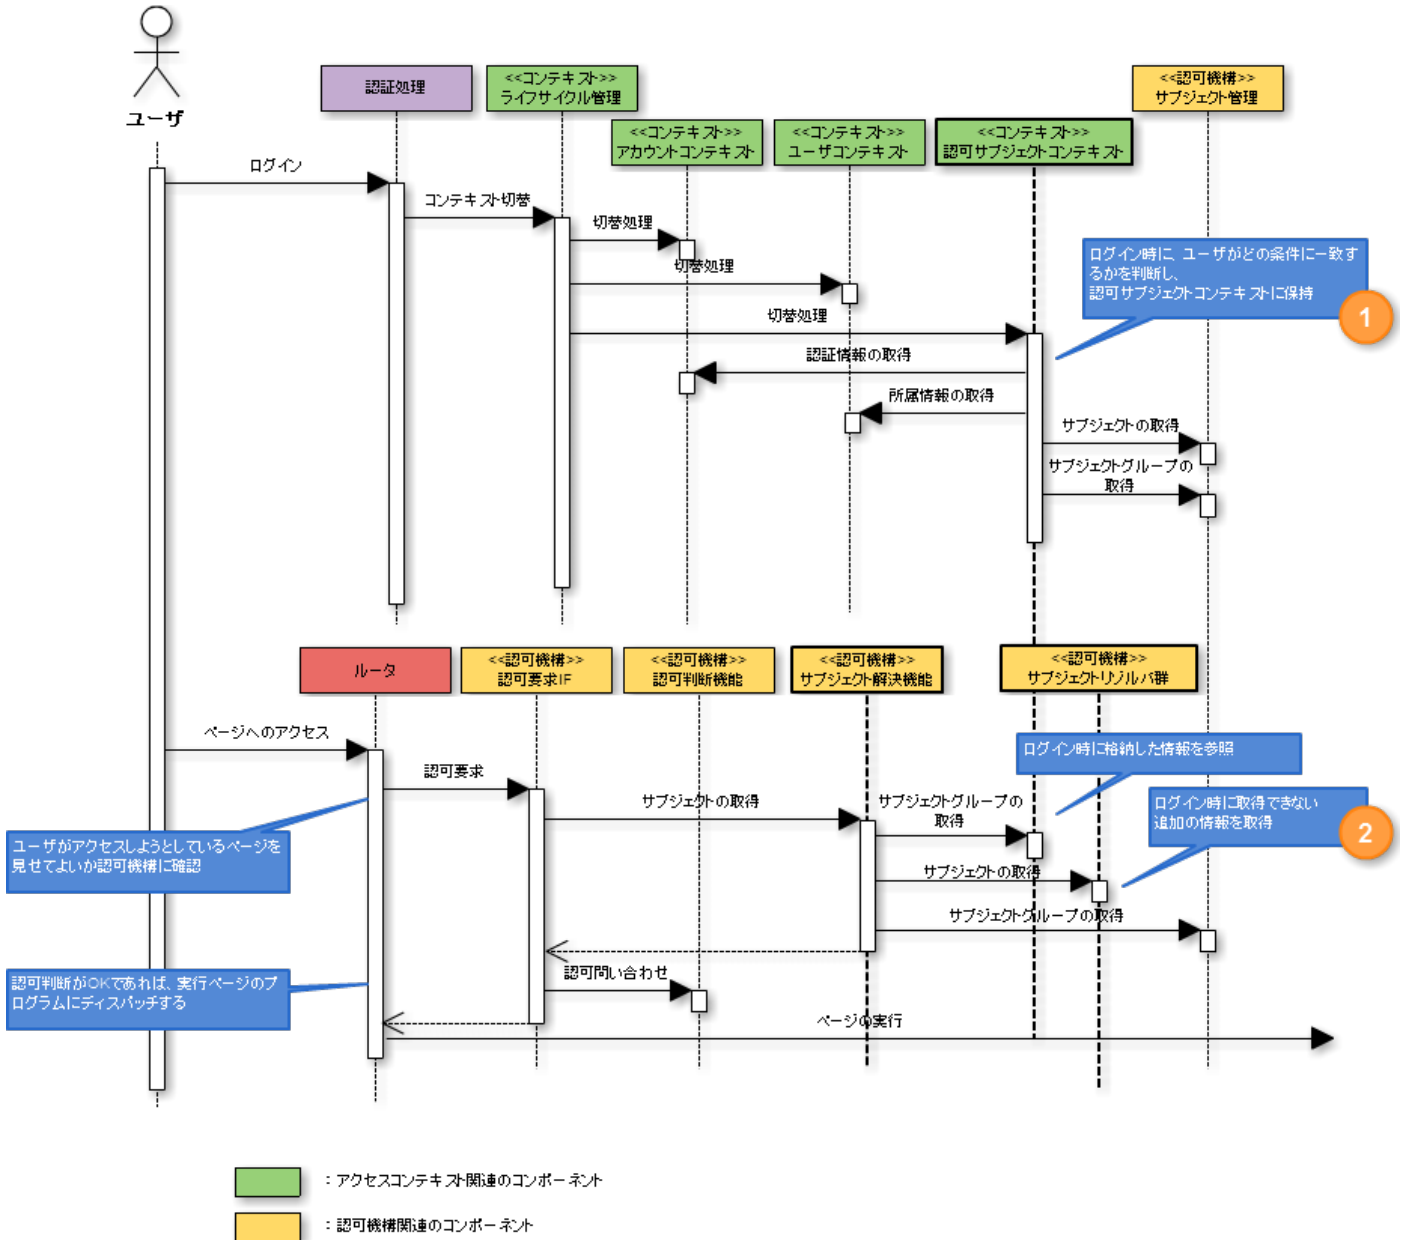 ユーザ
認証処理
<<コンテキスト>>
ライフサイクル管理
<<認可機構>>
サブジェクト管理
<<コンテキスト>>
アカウントコンテキスト
<<コンテキスト>>
ユーザコンテキスト
<<コンテキスト>>
認可サブジェクトコンテキスト
ログイン
コンテキスト切替
切替処理
切替処理
切替処理
ログイン時に、ユーザがどの条件に一致す
るかを判断し、
認可サブジェクトコンテキストに保持
1
認証情報の取得
所属情報の取得
サブジェクトの取得
サブジェクトグループの
取得
ルータ
<<認可機構>>
認可要求IF
<<認可機構>>
認可判断機能
<<認可機構>>
サブジェクト解決機能
<<認可機構>>
サブジェクトリゾルバ群
ページへのアクセス
認可要求
サブジェクトの取得
サブジェクトグループの
取得
ログイン時に格納した情報を参照
ログイン時に取得できない
追加の情報を取得
2
ユーザがアクセスしようとしているページを
見せてよいか認可機構に確認
サブジェクトの取得
サブジェクトグループの取得
認可問い合わせ
認可判断がOKであれば、実行ページのプ
ログラムにディスパッチする
ページの実行
：アクセスコンテキスト関連のコンポーネント
：認可機構関連のコンポーネント